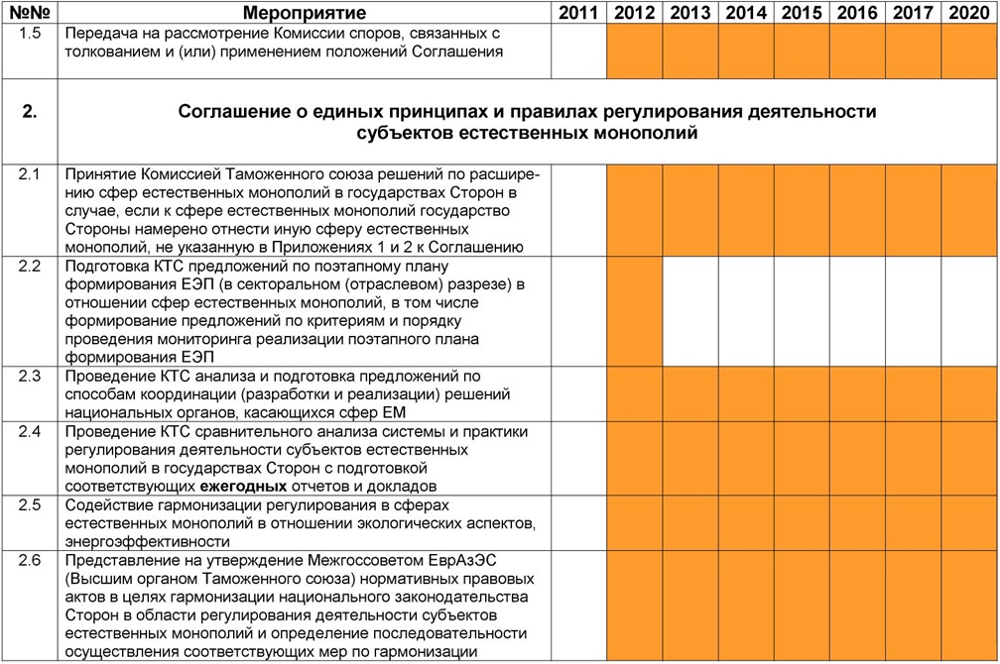 №№ Мероприятие 2011 2012 2013 2014 2015 2016 2017 2020
1.5 Передача на рассмотрение Комиссии споров, связанных с
толкованием и (или) применением положений Соглашения
2. Соглашение о единых принципах и правилах регулирования деятельности
субъектов естественных монополий
2.1 Принятие Комиссией Таможенного союза решений по расшире-
нию сфер естественных монополий в государствах Сторон в
случае, если к сфере естественных монополий государство
Стороны намерено отнести иную сферу естественных
монополий, не указанную в Приложениях 1 и 2 к Соглашению
2.2 Подготовка КТС предложений по поэтапному плану
формирования ЕЭП (в секторальном (отраслевом) разрезе) в
отношении сфер естественных монополий, в том числе
формирование предложений по критериям и порядку
проведения мониторинга реализации поэтапного плана
формирования ЕЭП
2.3 Проведение КТС анализа и подготовка предложений по
способам координации (разработки и реализации) решений
национальных органов, касающихся сфер ЕМ
2.4 Проведение КТС сравнительного анализа системы и практики
регулирования деятельности субъектов естественных
монополий в государствах Сторон с подготовкой
соответствующих ежегодных отчетов и докладов
2.5 Содействие гармонизации регулирования в сферах
естественных монополий в отношении экологических аспектов,
энергоэффективности
2.6 Представление на утверждение Межгоссоветом ЕврАзЭС
(Высшим органом Таможенного союза) нормативных правовых
актов в целях гармонизации национального законодательства
Сторон в области регулирования деятельности субъектов
естественных монополий и определение последовательности
осуществления соответствующих мер по гармонизации